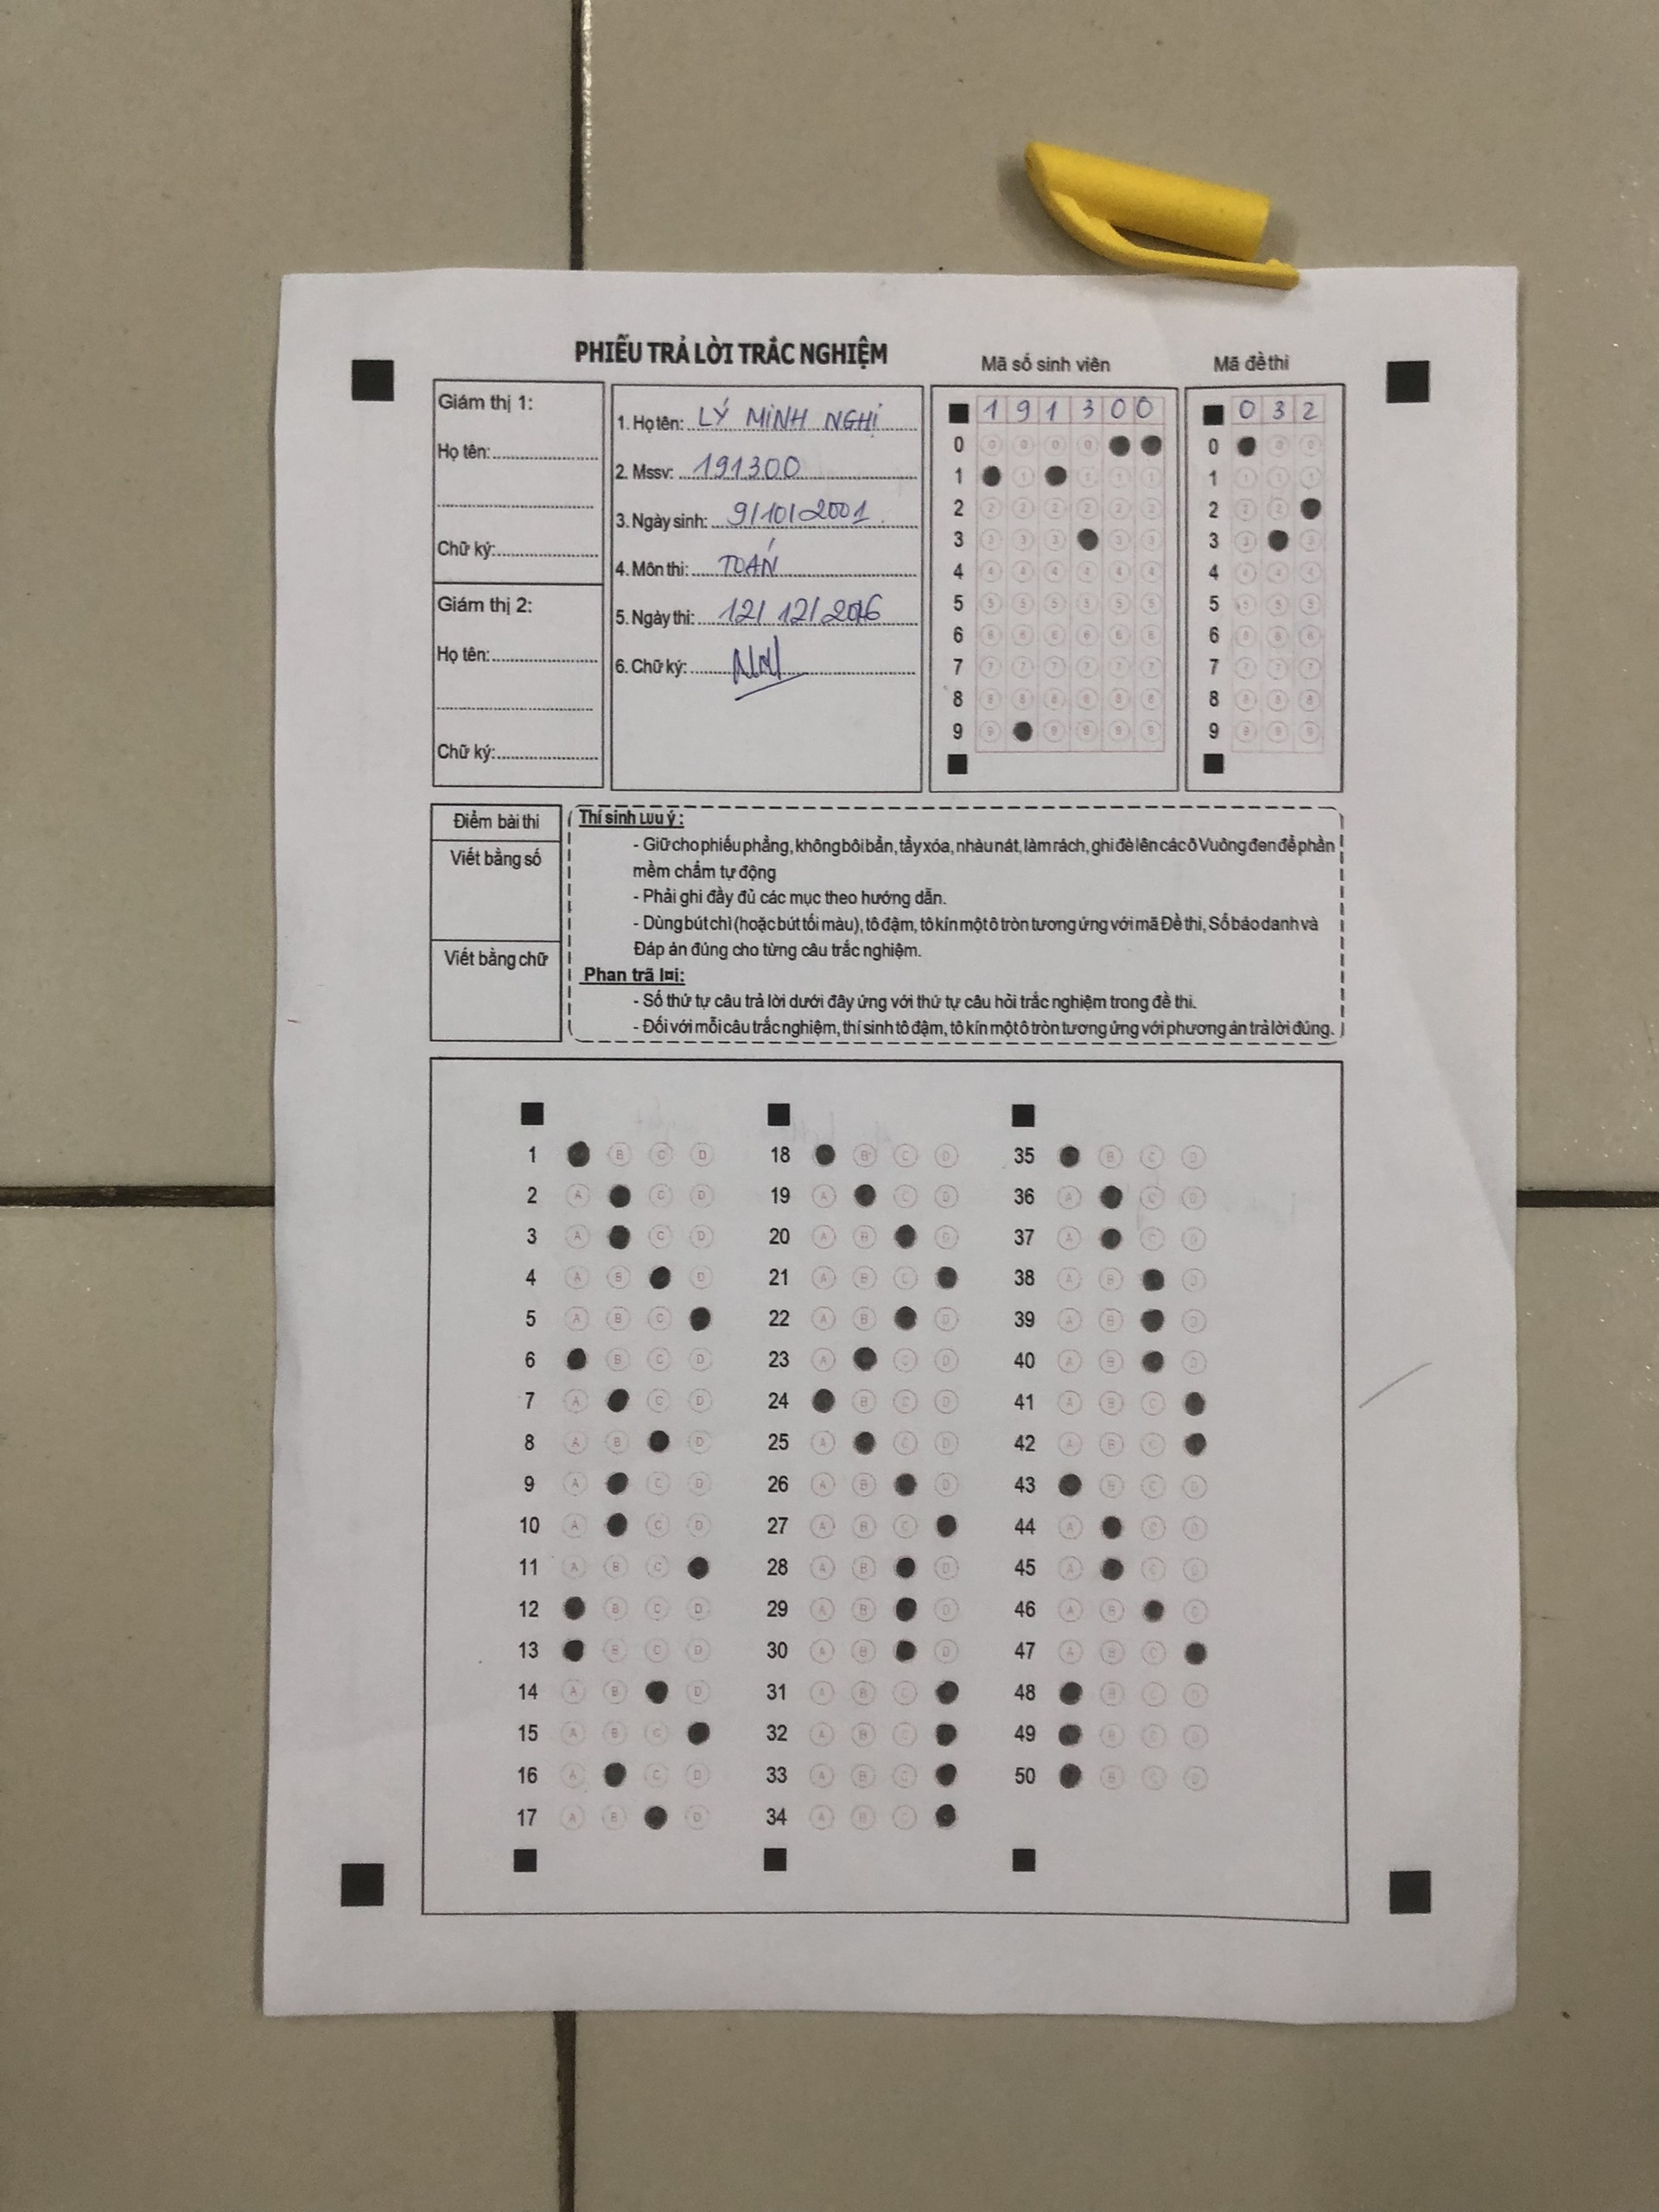 PHIẾU TRẢ LỜI TRẮC NGHIỆM
Mã số sinh viên
Mã đề thi
Giám thị 1:
Họ tên:
Chữ ký:
Giám thị 2:
Họ tên:
Chữ ký:
1. Họ tên: LÝ MINH NGHỊ
2. Mssv: 191300
3. Ngày sinh: 9/10/2001
4. Môn thi: TOÁN
5. Ngày thi: 12/12/2016
6. Chữ ký:
1 9 1 3 0 0
0
1
2
3
4
5
6
7
8
9
0 3 2
0
1
2
3
4
5
6
7
8
9
Điểm bài thi
Viết bằng số
Viết bằng chữ
Thí sinh Lưu ý:
- Giữ cho phiếu phẳng, không bôi bẩn, tẩy xóa, nhàu nát, làm rách, ghi đè lên các ô Vuông đen để phần
mềm chấm tự động
- Phải ghi đầy đủ các mục theo hướng dẫn.
- Dùng bút chì (hoặc bút tối màu), tô đậm, tô kín một ô tròn tương ứng với mã Đề thi, Số báo danh và
Đáp án đúng cho từng câu trắc nghiệm.
Phan trã lơi:
- Số thứ tự câu trả lời dưới đây ứng với thứ tự câu hỏi trắc nghiệm trong đề thi.
- Đối với mỗi câu trắc nghiệm, thí sinh tô đậm, tô kín một ô tròn tương ứng với phương án trả lời đúng.
1 B C D
2 A C D
3 A C D
4 A B D
5 A B C
6 B C D
7 A C D
8 A B D
9 A C D
10 A C D
11 A B C
12 B C D
13 B C D
14 A B D
15 A B C
16 A C D
17 A B D
18 B C D
19 A C D
20 A B D
21 A B C
22 A B D
23 A C D
24 B C D
25 A C D
26 A B D
27 A B C
28 A B D
29 A B D
30 A B D
31 A B C
32 A B C
33 A B C
34 A B C
35 B C D
36 A C D
37 A C D
38 A B D
39 A B D
40 A B D
41 A B C
42 A B C
43 B C D
44 A C D
45 A C D
46 A B D
47 A B C
48 B C D
49 B C D
50 B C D